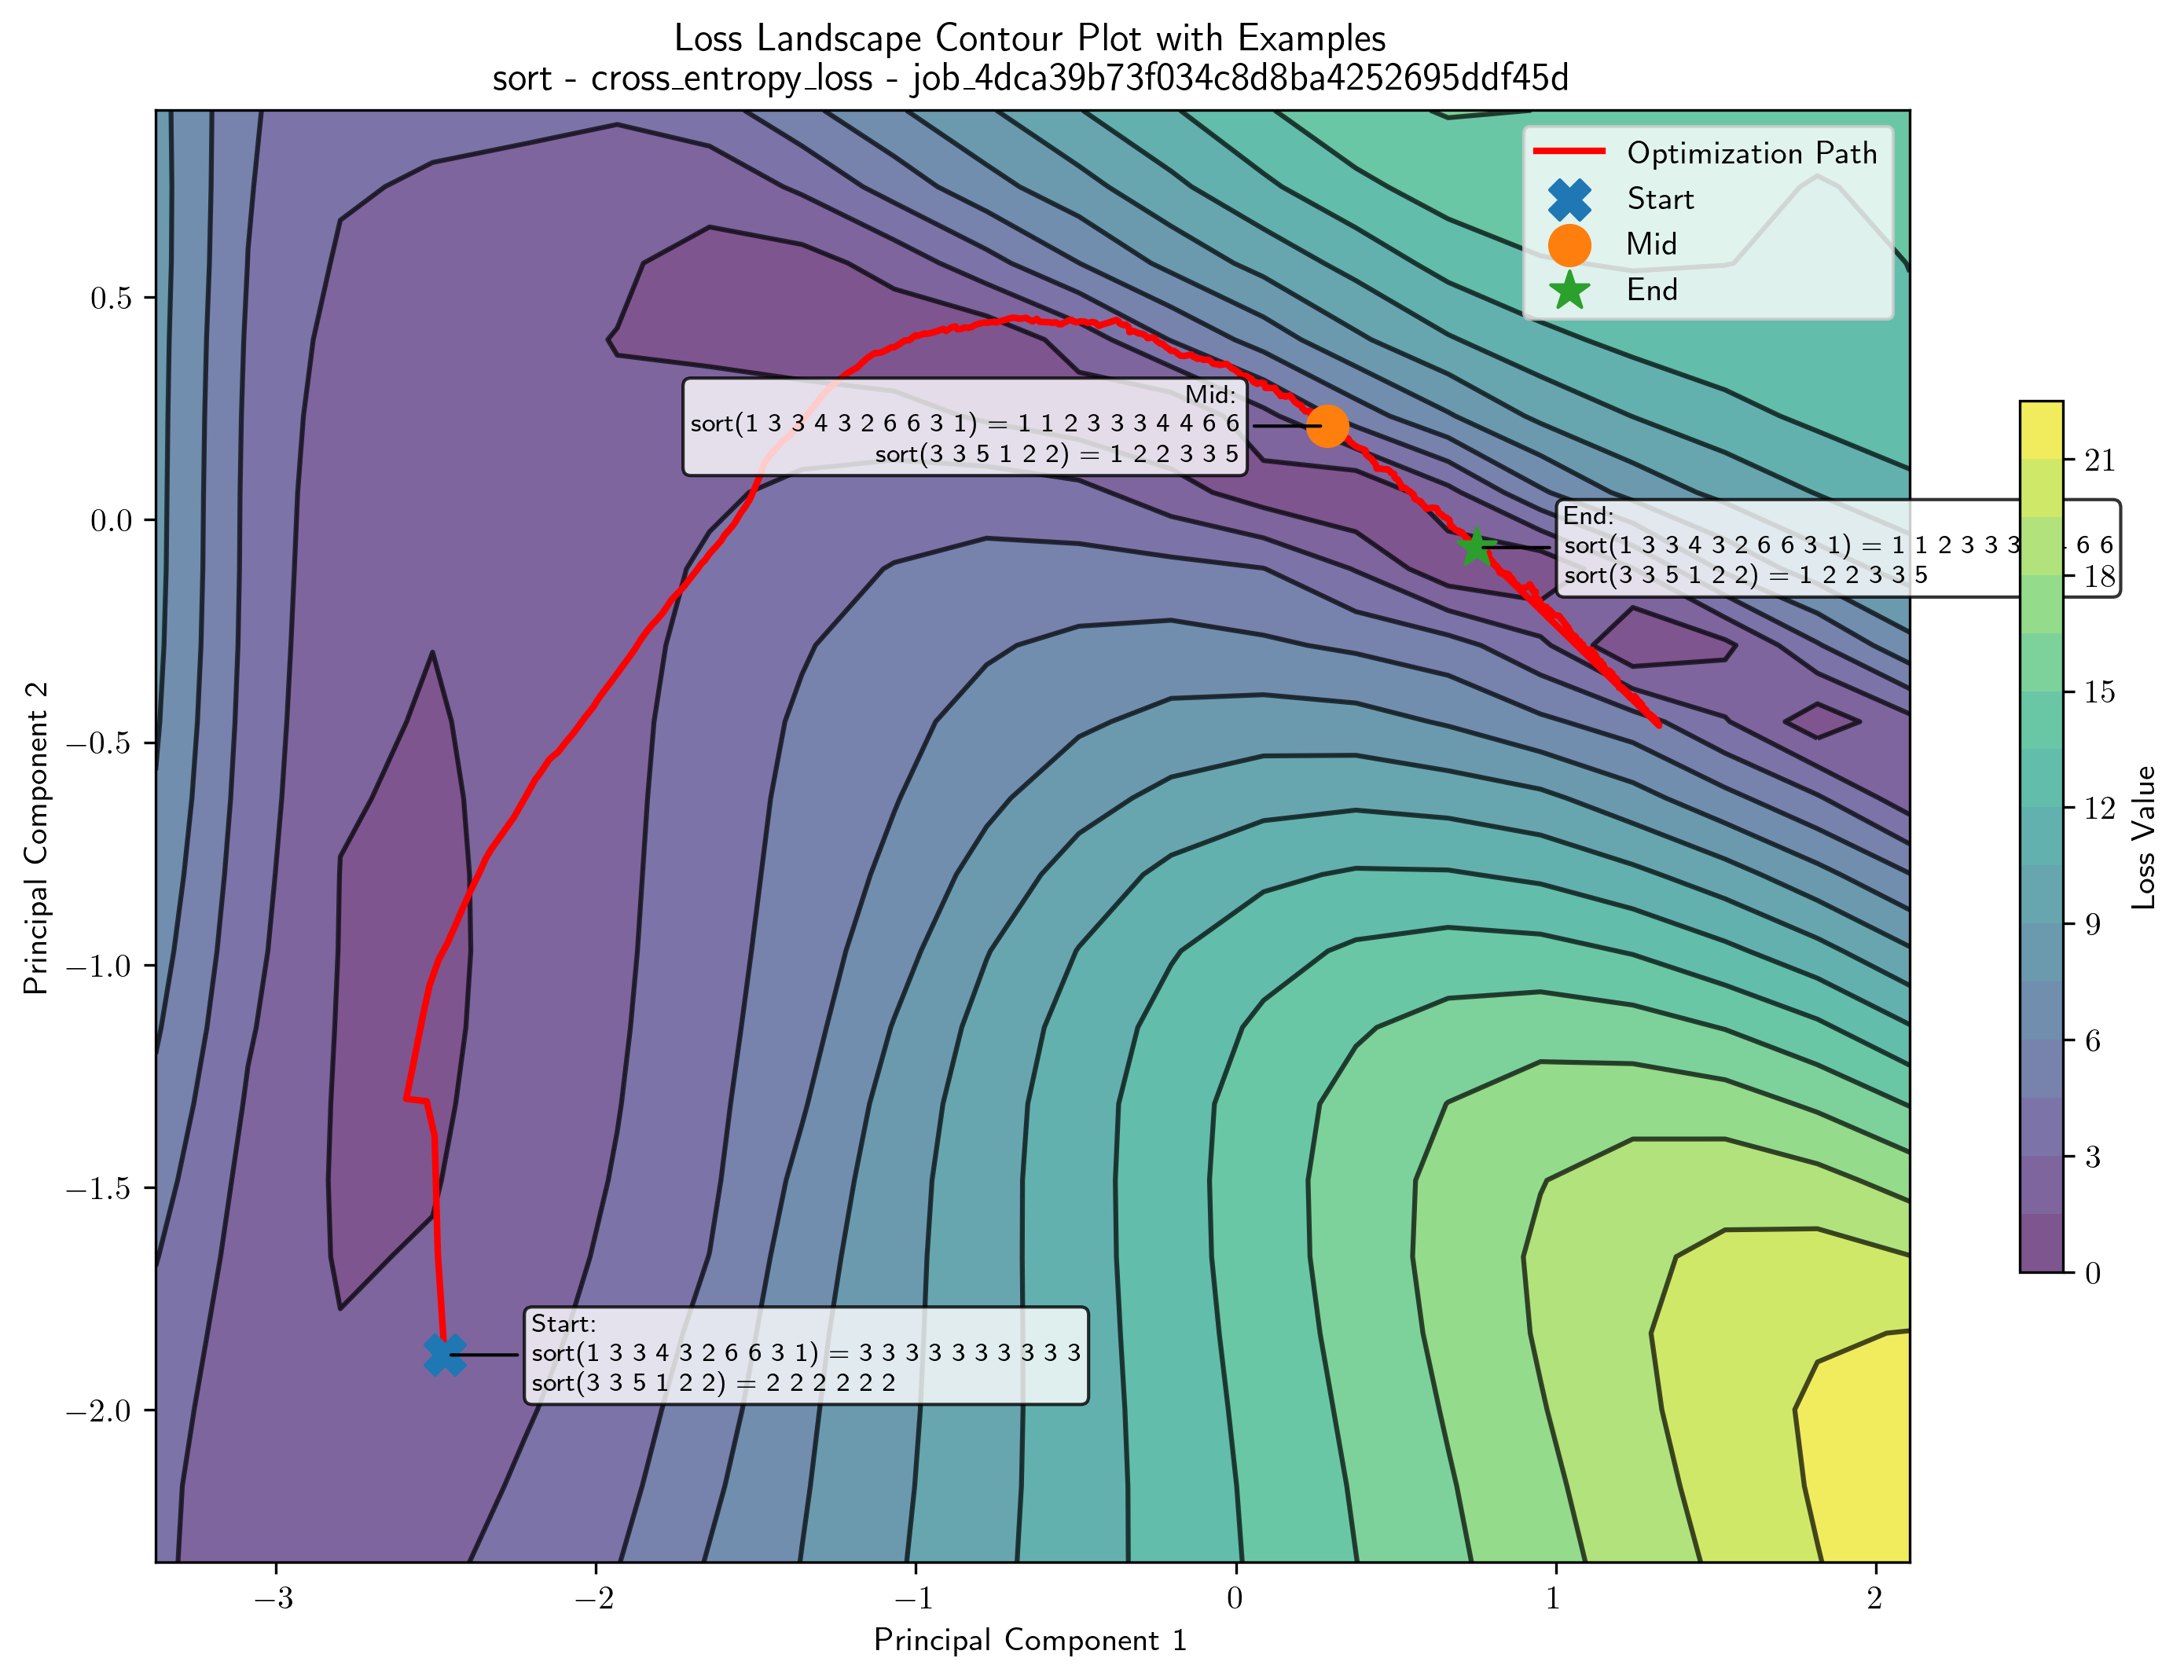 Loss Landscape Contour Plot with Examples
sort - cross_entropy_loss - job_4dca39b73f034c8d8ba4252695ddf45d
Optimization Path
Start
Mid
End
Mid:
sort(1 3 3 4 3 2 6 6 3 1) = 1 1 2 3 3 3 4 4 6 6
sort(3 3 5 1 2 2) = 1 2 2 3 3 5
End:
sort(1 3 3 4 3 2 6 6 3 1) = 1 1 2 3 3 3 6 6
sort(3 3 5 1 2 2) = 1 2 2 3 3 5
Start:
sort(1 3 3 4 3 2 6 6 3 1) = 3 3 3 3 3 3 3 3 3 3
sort(3 3 5 1 2 2) = 2 2 2 2 2 2
0.5
0.0
−0.5
−1.0
−1.5
−2.0
Principal Component 2
−3
−2
−1
0
1
2
Principal Component 1
21
18
15
12
9
6
3
0
Loss Value